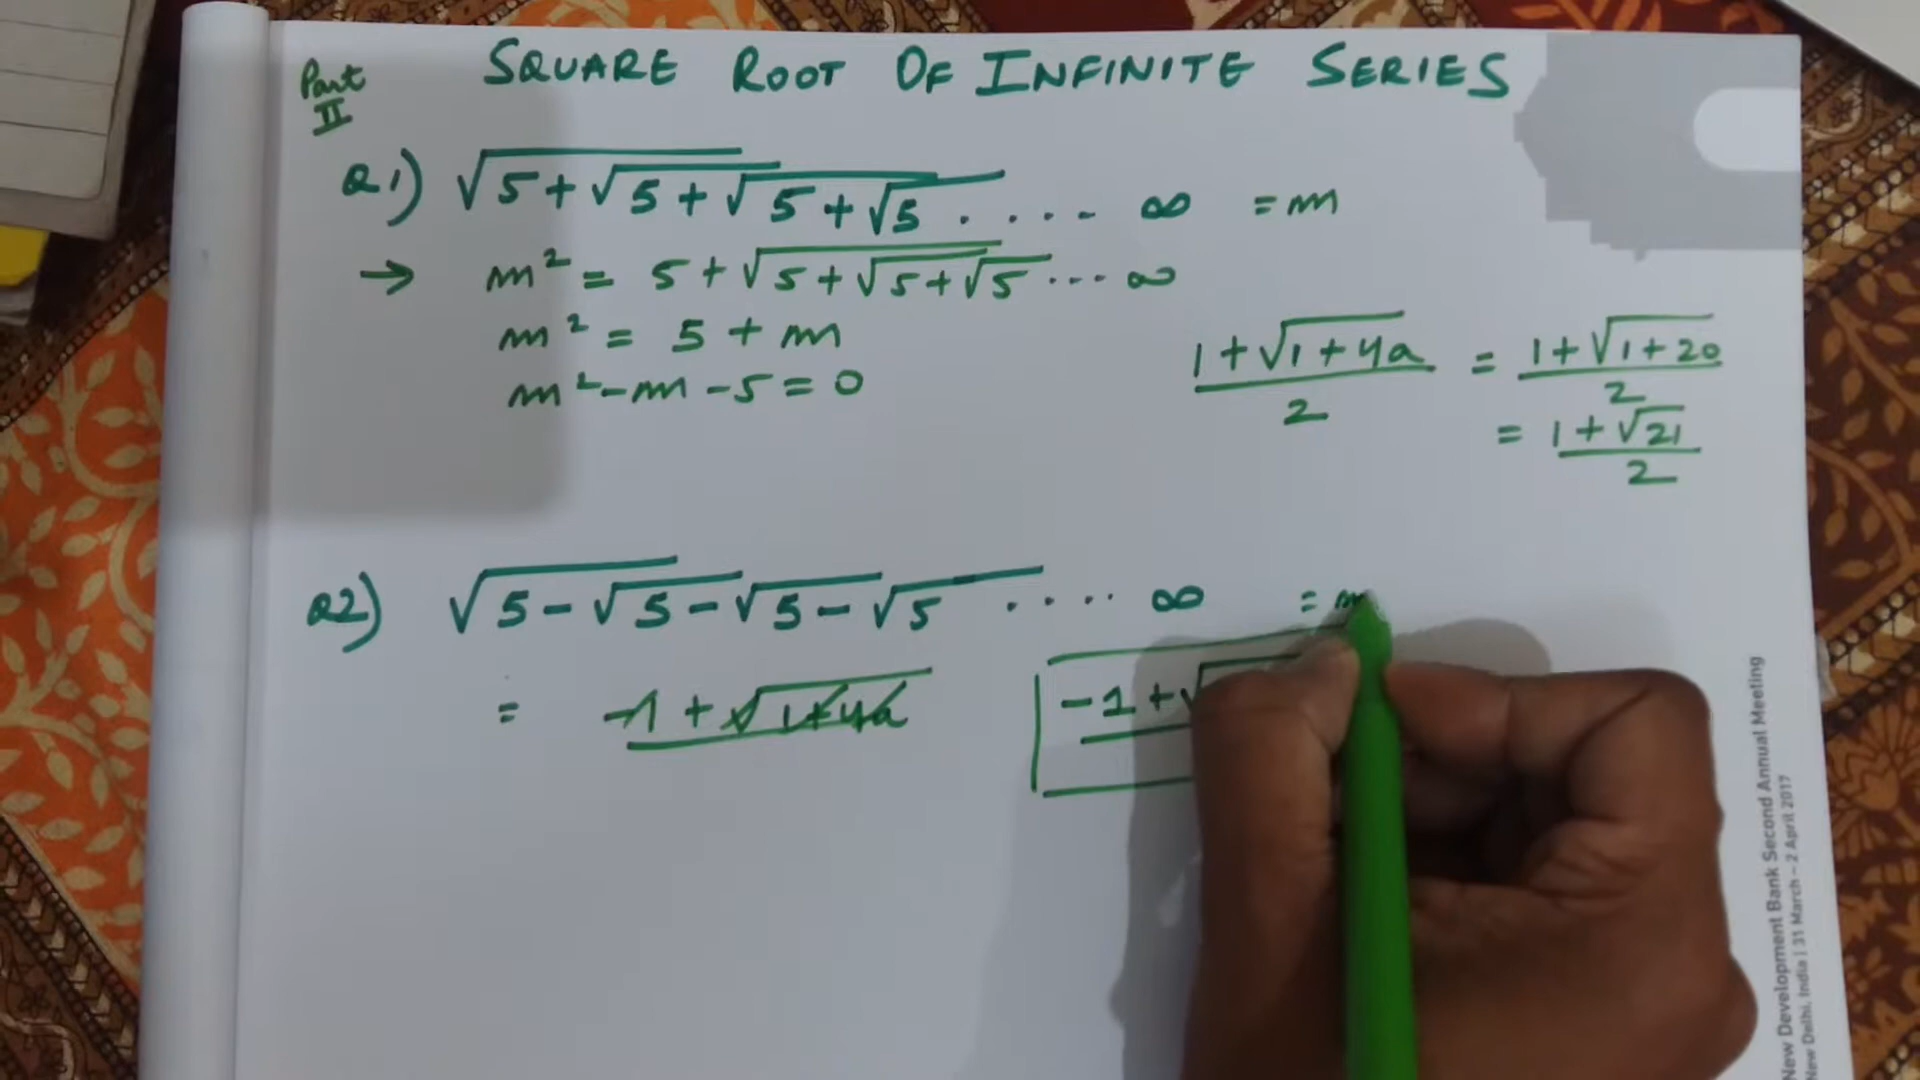 Part II
SQUARE ROOT OF INFINITE SERIES
Q1) √5+√5+√5+√5 ..... ∞ = m
→ m² = 5 + √5+√5+√5 ... ∞
m² = 5 + m
m² - m - 5 = 0
1+√1+4a / 2 = 1+√1+20 / 2
= 1+√21 / 2
Q2) √5-√5-√5-√5 .... ∞ = m
= -1 + √1+4a
-1+√
New Development Bank Second Annual Meeting
New Delhi, India | 31 March – 2 April 2017